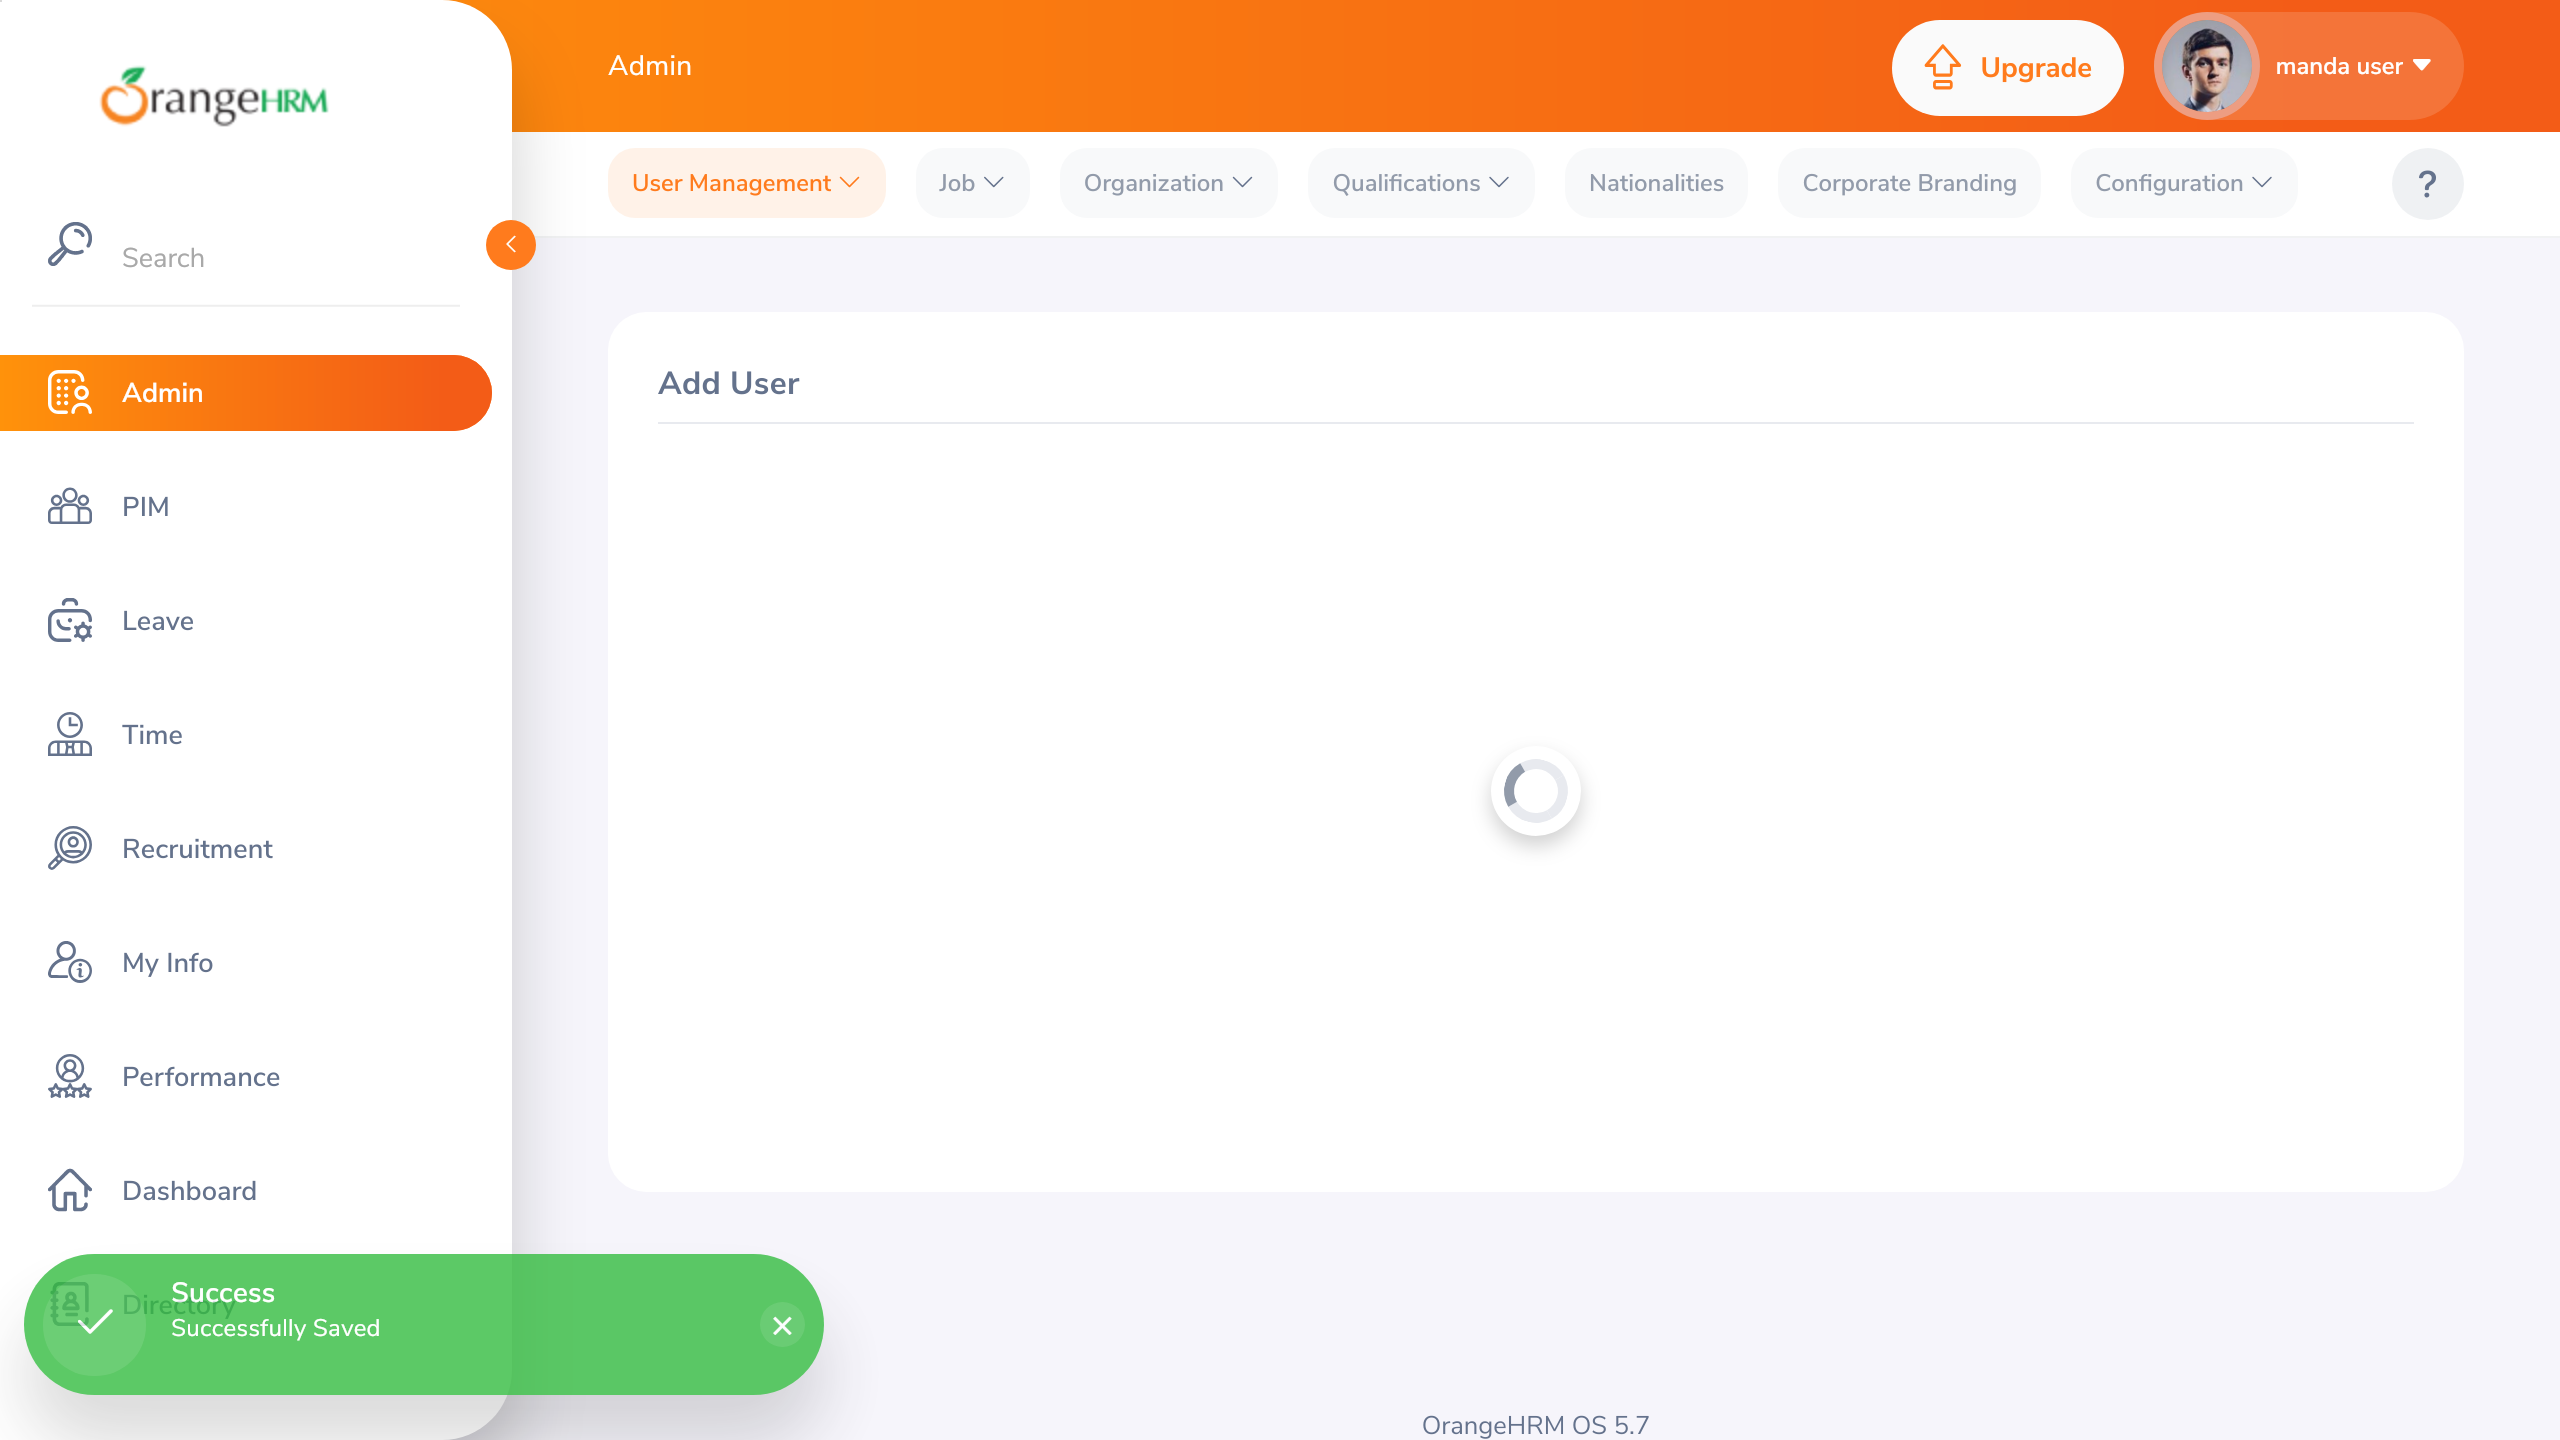 OrangeHRM
Admin
Upgrade
manda user
User Management
Job
Organization
Qualifications
Nationalities
Corporate Branding
Configuration
?
Search
Admin
PIM
Leave
Time
Recruitment
My Info
Performance
Dashboard
Directory
Add User
Success
Successfully Saved
OrangeHRM OS 5.7